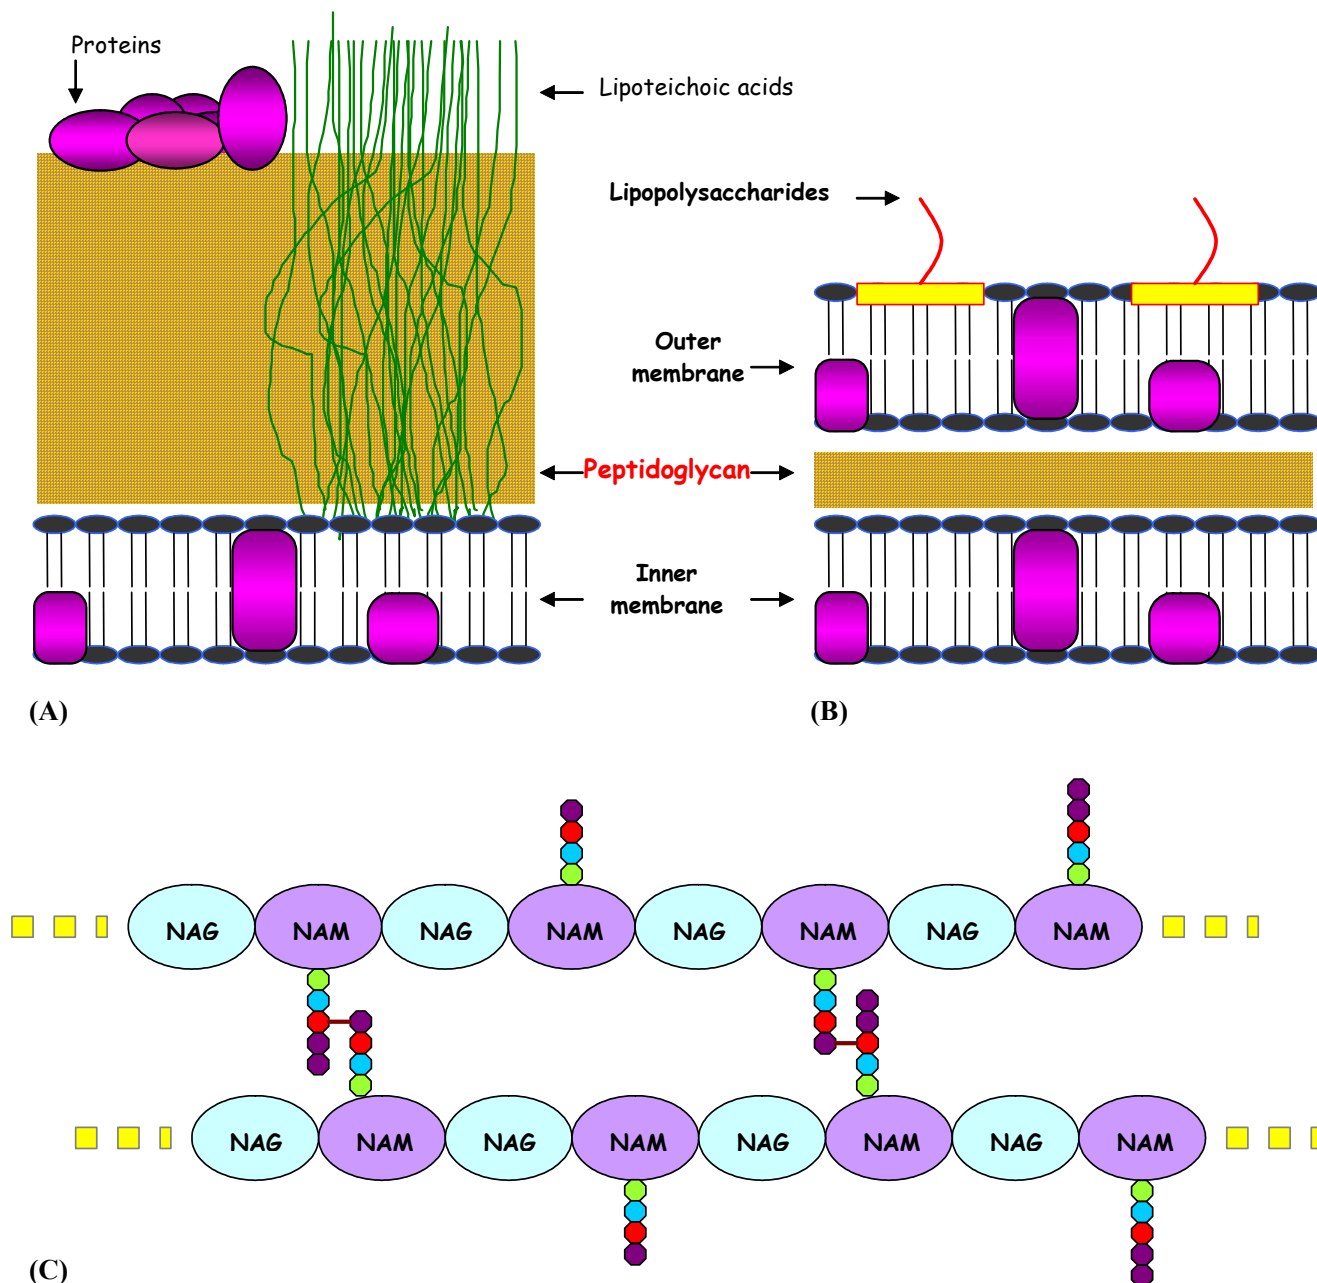 Proteins
Lipoteichoic acids
Lipopolysaccharides
Outer
membrane
Peptidoglycan
Inner
membrane
(A)
(B)
NAG NAM NAG NAM NAG NAM NAG NAM
NAG NAM NAG NAM NAG NAM NAG NAM
(C)